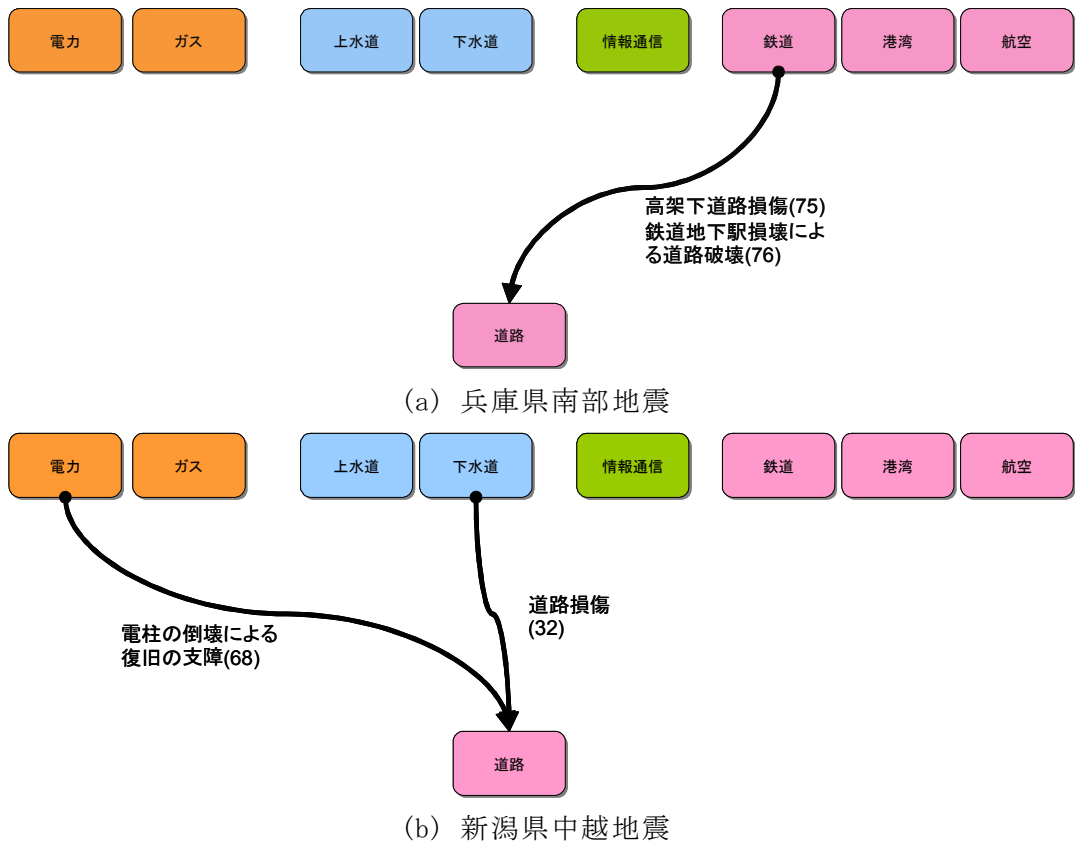 電力 ガス 上水道 下水道 情報通信 鉄道 港湾 航空
高架下道路損傷(75)
鉄道地下駅損壊によ
る道路破壊(76)
道路
(a) 兵庫県南部地震
電力 ガス 上水道 下水道 情報通信 鉄道 港湾 航空
道路損傷
(32)
電柱の倒壊による
復旧の支障(68)
道路
(b) 新潟県中越地震